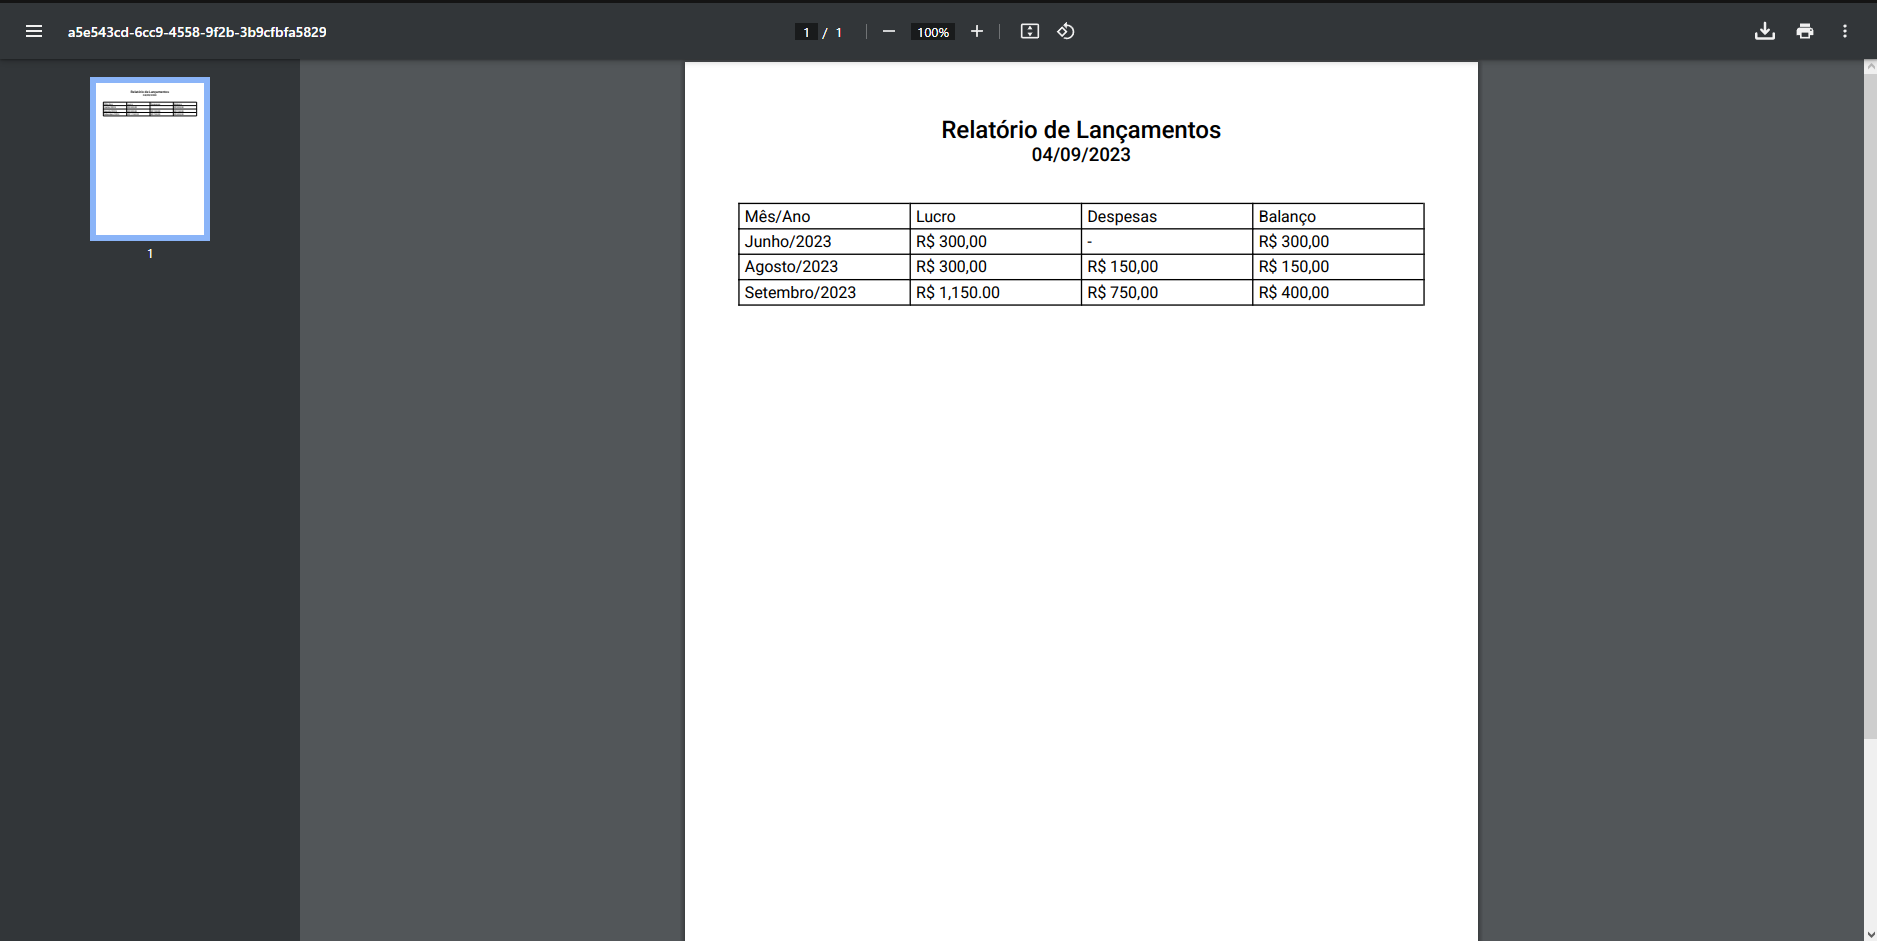 a5e543cd-6cc9-4558-9f2b-3b9cfbfa5829
1 / 1
100%
1
Relatório de Lançamentos
04/09/2023
Mês/Ano Lucro Despesas Balanço
Junho/2023 R$ 300,00 - R$ 300,00
Agosto/2023 R$ 300,00 R$ 150,00 R$ 150,00
Setembro/2023 R$ 1,150.00 R$ 750,00 R$ 400,00